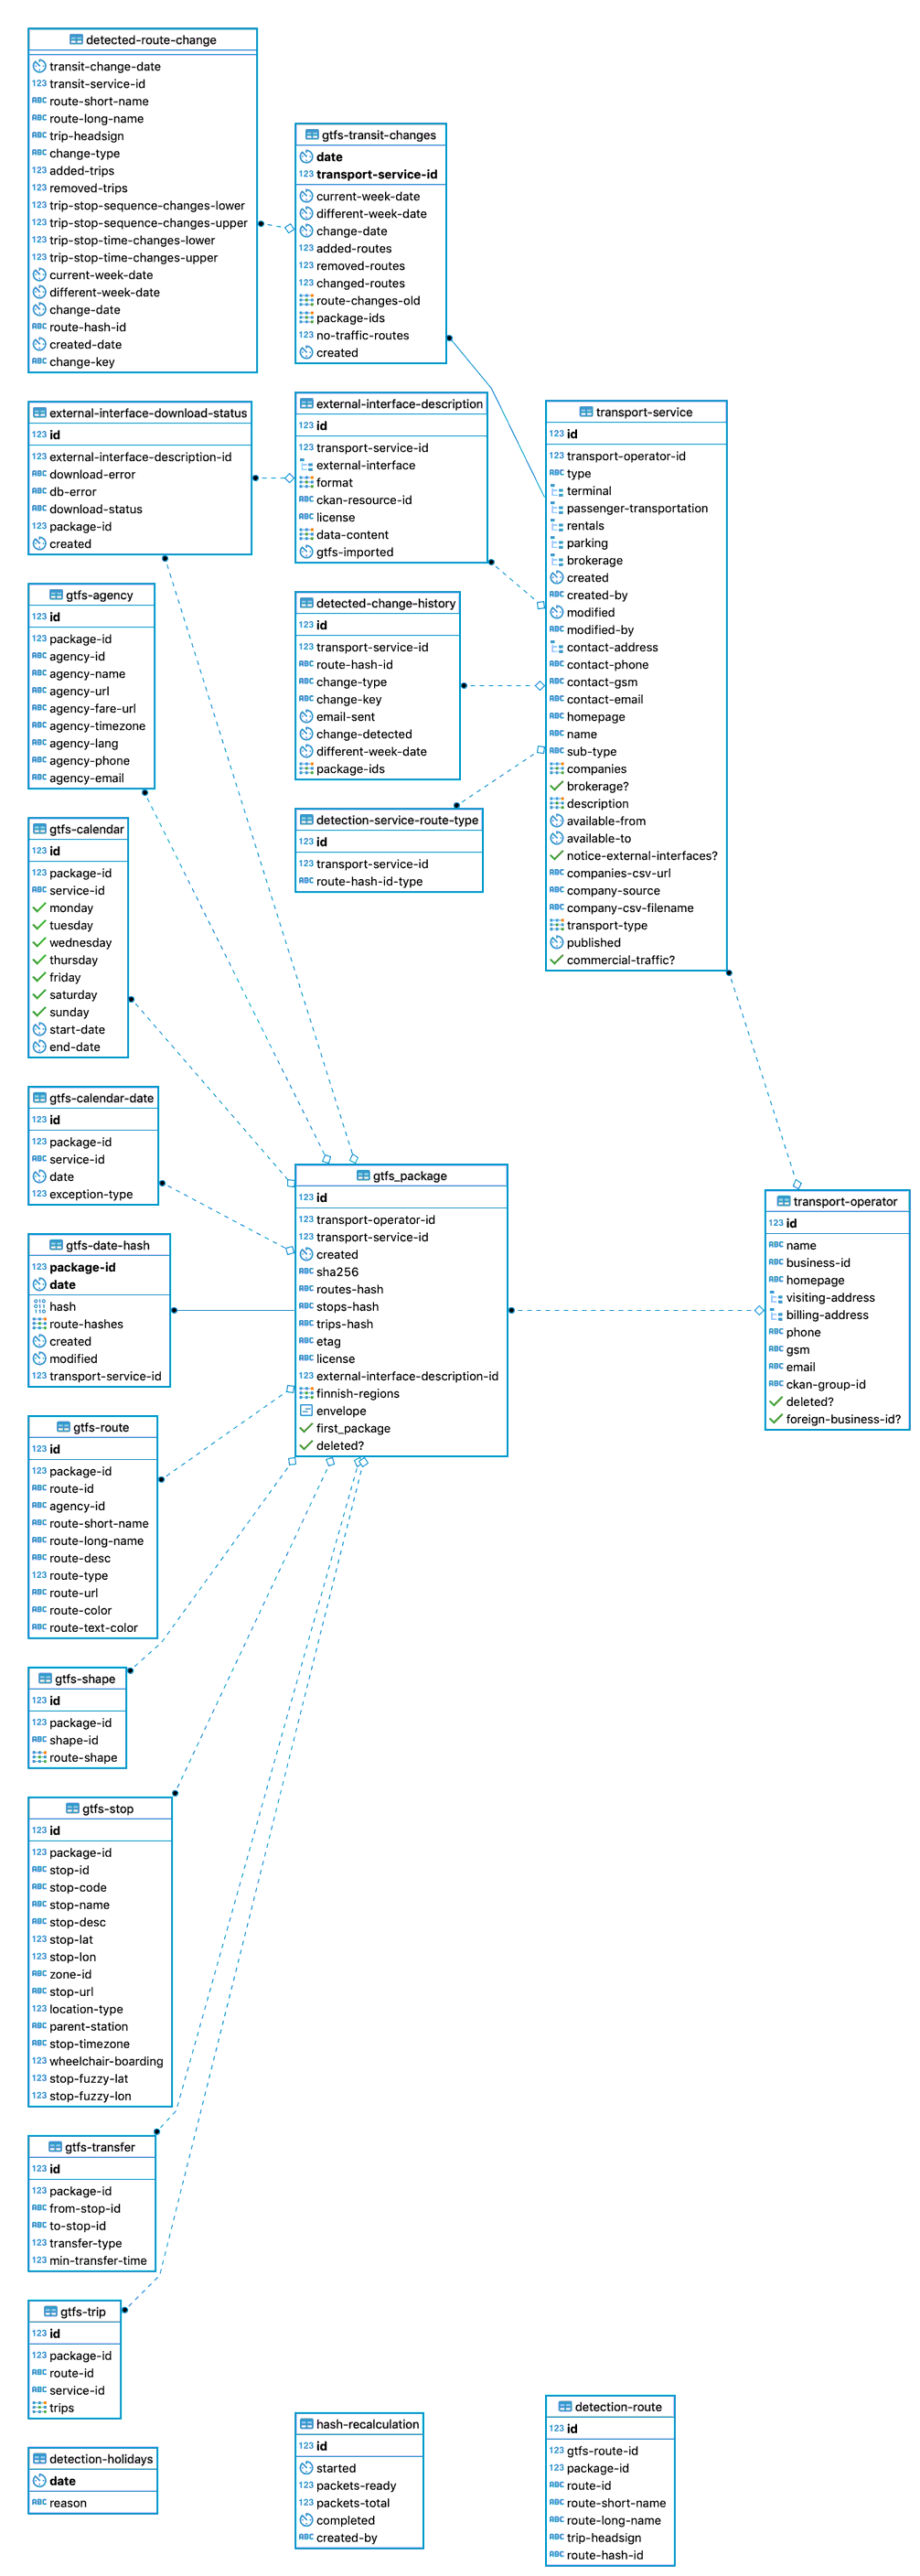 detected-route-change
transit-change-date
123 transit-service-id
ABC route-short-name
ABC route-long-name
ABC trip-headsign
ABC change-type
123 added-trips
123 removed-trips
123 trip-stop-sequence-changes-lower
123 trip-stop-sequence-changes-upper
123 trip-stop-time-changes-lower
123 trip-stop-time-changes-upper
current-week-date
different-week-date
change-date
ABC route-hash-id
created-date
ABC change-key
gtfs-transit-changes
date
123 transport-service-id
current-week-date
different-week-date
change-date
123 added-routes
123 removed-routes
123 changed-routes
route-changes-old
package-ids
123 no-traffic-routes
created
external-interface-download-status
123 id
123 external-interface-description-id
ABC download-error
ABC db-error
ABC download-status
123 package-id
created
external-interface-description
123 id
123 transport-service-id
external-interface
format
ABC ckan-resource-id
ABC license
data-content
gtfs-imported
transport-service
123 id
123 transport-operator-id
ABC type
terminal
passenger-transportation
rentals
parking
brokerage
created
ABC created-by
modified
ABC modified-by
contact-address
ABC contact-phone
ABC contact-gsm
ABC contact-email
ABC homepage
ABC name
ABC sub-type
companies
brokerage?
description
available-from
available-to
notice-external-interfaces?
ABC companies-csv-url
ABC company-source
ABC company-csv-filename
transport-type
published
commercial-traffic?
gtfs-agency
123 id
123 package-id
ABC agency-id
ABC agency-name
ABC agency-url
ABC agency-fare-url
ABC agency-timezone
ABC agency-lang
ABC agency-phone
ABC agency-email
detected-change-history
123 id
123 transport-service-id
ABC route-hash-id
ABC change-type
ABC change-key
email-sent
change-detected
different-week-date
package-ids
detection-service-route-type
123 id
123 transport-service-id
ABC route-hash-id-type
gtfs-calendar
123 id
123 package-id
ABC service-id
monday
tuesday
wednesday
thursday
friday
saturday
sunday
start-date
end-date
gtfs-calendar-date
123 id
123 package-id
ABC service-id
date
123 exception-type
gtfs_package
123 id
123 transport-operator-id
123 transport-service-id
created
ABC sha256
ABC routes-hash
ABC stops-hash
ABC trips-hash
ABC etag
ABC license
123 external-interface-description-id
finnish-regions
envelope
first_package
deleted?
transport-operator
123 id
ABC name
ABC business-id
ABC homepage
visiting-address
billing-address
ABC phone
ABC gsm
ABC email
ABC ckan-group-id
deleted?
foreign-business-id?
gtfs-date-hash
123 package-id
date
hash
route-hashes
created
modified
123 transport-service-id
gtfs-route
123 id
123 package-id
ABC route-id
ABC agency-id
ABC route-short-name
ABC route-long-name
ABC route-desc
123 route-type
ABC route-url
ABC route-color
ABC route-text-color
gtfs-shape
123 id
123 package-id
ABC shape-id
route-shape
gtfs-stop
123 id
123 package-id
ABC stop-id
ABC stop-code
ABC stop-name
ABC stop-desc
123 stop-lat
123 stop-lon
ABC zone-id
ABC stop-url
123 location-type
ABC parent-station
ABC stop-timezone
123 wheelchair-boarding
123 stop-fuzzy-lat
123 stop-fuzzy-lon
gtfs-transfer
123 id
123 package-id
ABC from-stop-id
ABC to-stop-id
123 transfer-type
123 min-transfer-time
gtfs-trip
123 id
123 package-id
ABC route-id
ABC service-id
trips
detection-holidays
date
ABC reason
hash-recalculation
123 id
started
123 packets-ready
123 packets-total
completed
ABC created-by
detection-route
123 id
123 gtfs-route-id
123 package-id
ABC route-id
ABC route-short-name
ABC route-long-name
ABC trip-headsign
ABC route-hash-id